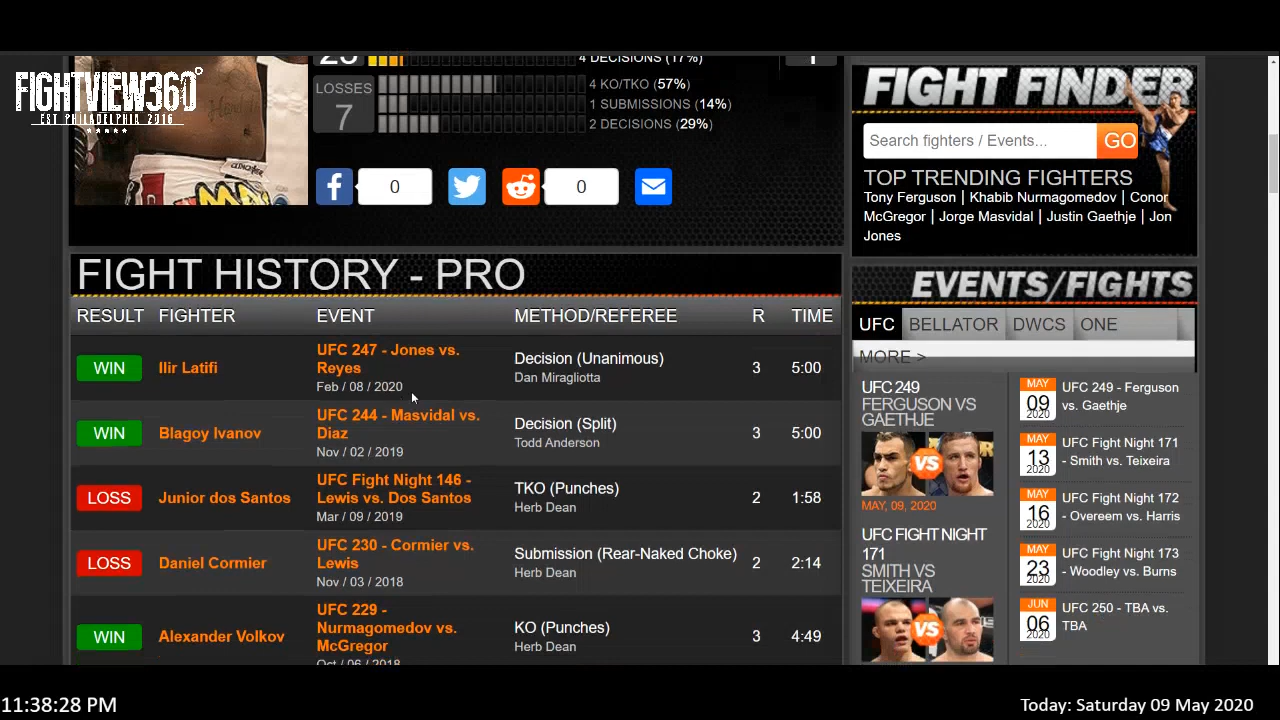 FIGHTVIEW360°
EST PHILADELPHIA 2016
4 DECISIONS (17%)
LOSSES
7
4 KO/TKO (57%)
1 SUBMISSIONS (14%)
2 DECISIONS (29%)
0
0
FIGHT HISTORY - PRO
RESULT FIGHTER EVENT METHOD/REFEREE R TIME
WIN Ilir Latifi UFC 247 - Jones vs. Reyes Feb / 08 / 2020 Decision (Unanimous) Dan Miragliotta 3 5:00
WIN Blagoy Ivanov UFC 244 - Masvidal vs. Diaz Nov / 02 / 2019 Decision (Split) Todd Anderson 3 5:00
LOSS Junior dos Santos UFC Fight Night 146 - Lewis vs. Dos Santos Mar / 09 / 2019 TKO (Punches) Herb Dean 2 1:58
LOSS Daniel Cormier UFC 230 - Cormier vs. Lewis Nov / 03 / 2018 Submission (Rear-Naked Choke) Herb Dean 2 2:14
WIN Alexander Volkov UFC 229 - Nurmagomedov vs. McGregor Oct / 06 / 2018 KO (Punches) Herb Dean 3 4:49
FIGHT FINDER
Search fighters / Events... GO
TOP TRENDING FIGHTERS
Tony Ferguson | Khabib Nurmagomedov | Conor
McGregor | Jorge Masvidal | Justin Gaethje | Jon
Jones
EVENTS/FIGHTS
UFC BELLATOR DWCS ONE
MORE >
UFC 249
FERGUSON VS
GAETHJE
VS
MAY, 09, 2020
UFC FIGHT NIGHT
171
SMITH VS
TEIXEIRA
VS
MAY 09 2020 UFC 249 - Ferguson vs. Gaethje
MAY 13 2020 UFC Fight Night 171 - Smith vs. Teixeira
MAY 16 2020 UFC Fight Night 172 - Overeem vs. Harris
MAY 23 2020 UFC Fight Night 173 - Woodley vs. Burns
JUN 06 2020 UFC 250 - TBA vs. TBA
11:38:28 PM
Today: Saturday 09 May 2020